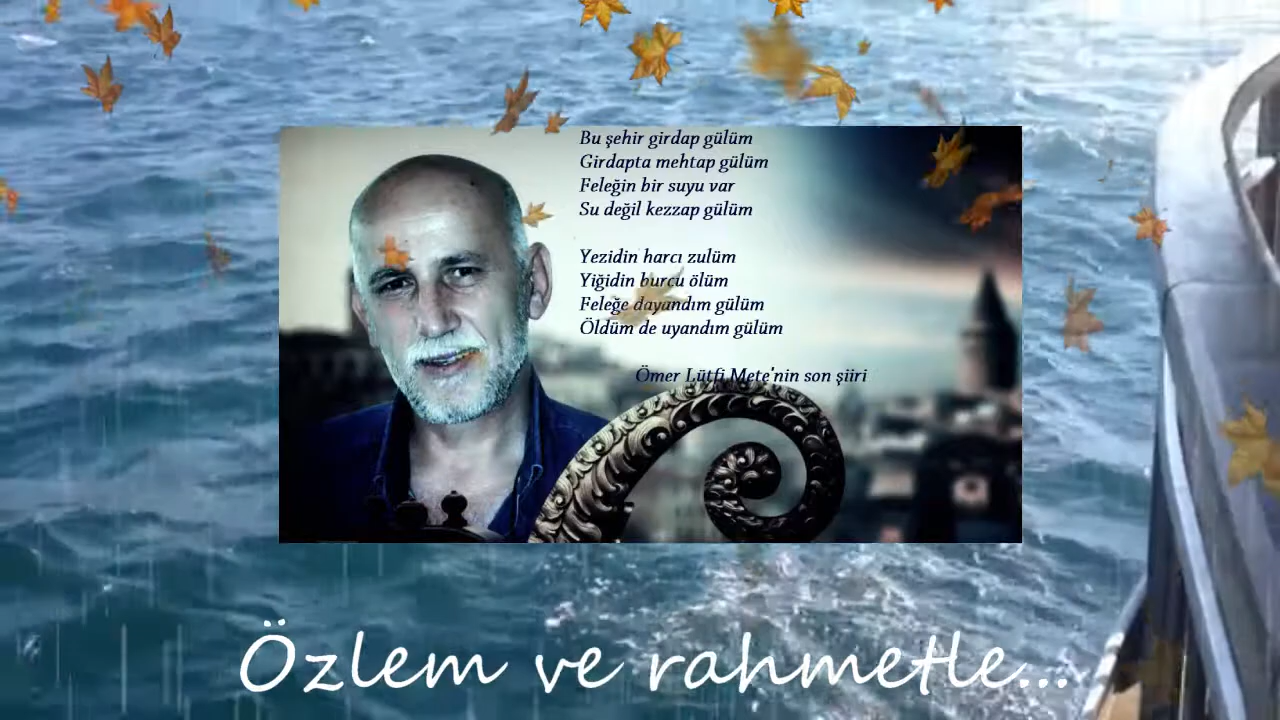 Bu şehir girdap gülüm
Girdapta mehtap gülüm
Feleğin bir suyu var
Su değil kezzap gülüm
Yezidin harcı zulüm
Yiğidin burcu ölüm
Feleğe dayandım gülüm
Öldüm de uyandım gülüm
Ömer Lütfi Mete'nin son şiiri
Özlem ve rahmetle...